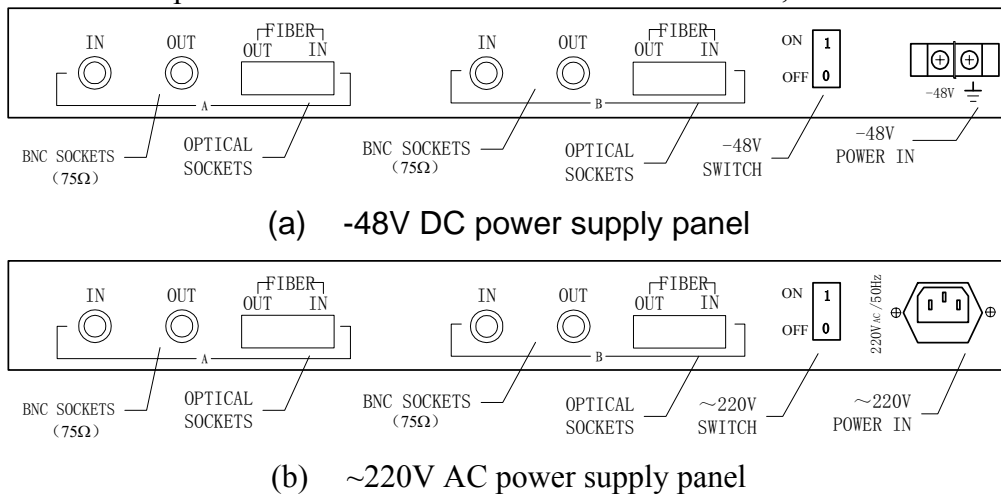 IN OUT FIBER IN OUT FIBER ON 1
OUT IN OUT IN
OFF 0
-48V
A B
BNC SOCKETS OPTICAL BNC SOCKETS OPTICAL -48V -48V
(75Ω) SOCKETS (75Ω) SOCKETS SWITCH POWER IN
(a) -48V DC power supply panel
IN OUT FIBER IN OUT FIBER ON 1 220VAC/50Hz
OUT IN OUT IN
OFF 0
A B
BNC SOCKETS OPTICAL BNC SOCKETS OPTICAL ~220V ~220V
(75Ω) SOCKETS (75Ω) SOCKETS SWITCH POWER IN
(b) ~220V AC power supply panel